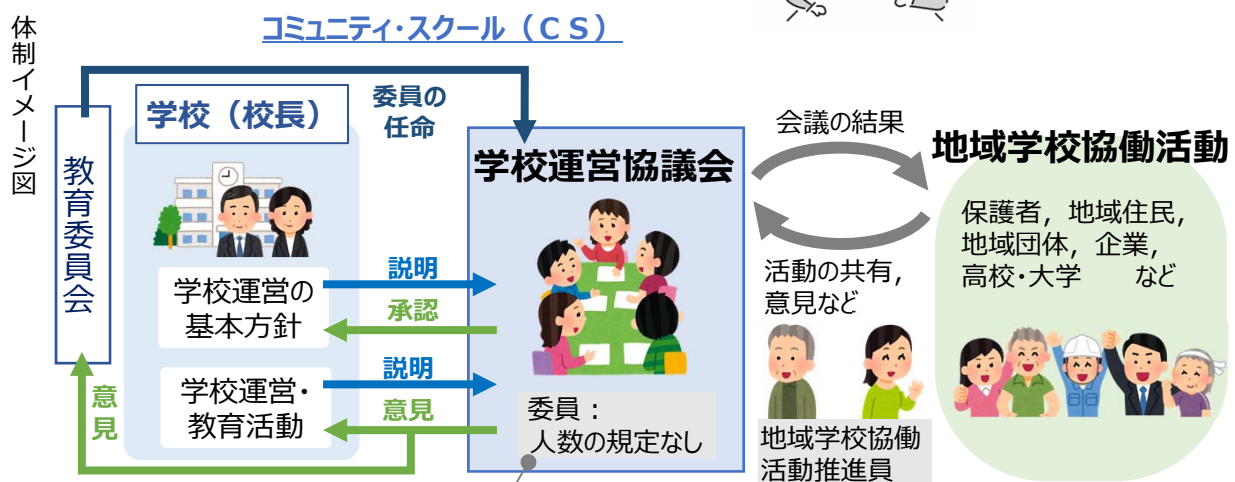 体制イメージ図
コミュニティ・スクール（ＣＳ）
教育委員会
学校（校長）
委員の
任命
学校運営の
基本方針
説明
承認
学校運営・
教育活動
説明
意見
意見
学校運営協議会
委員：
人数の規定なし
会議の結果
活動の共有，
意見など
地域学校協働
活動推進員
地域学校協働活動
保護者，地域住民，
地域団体，企業，
高校・大学　など